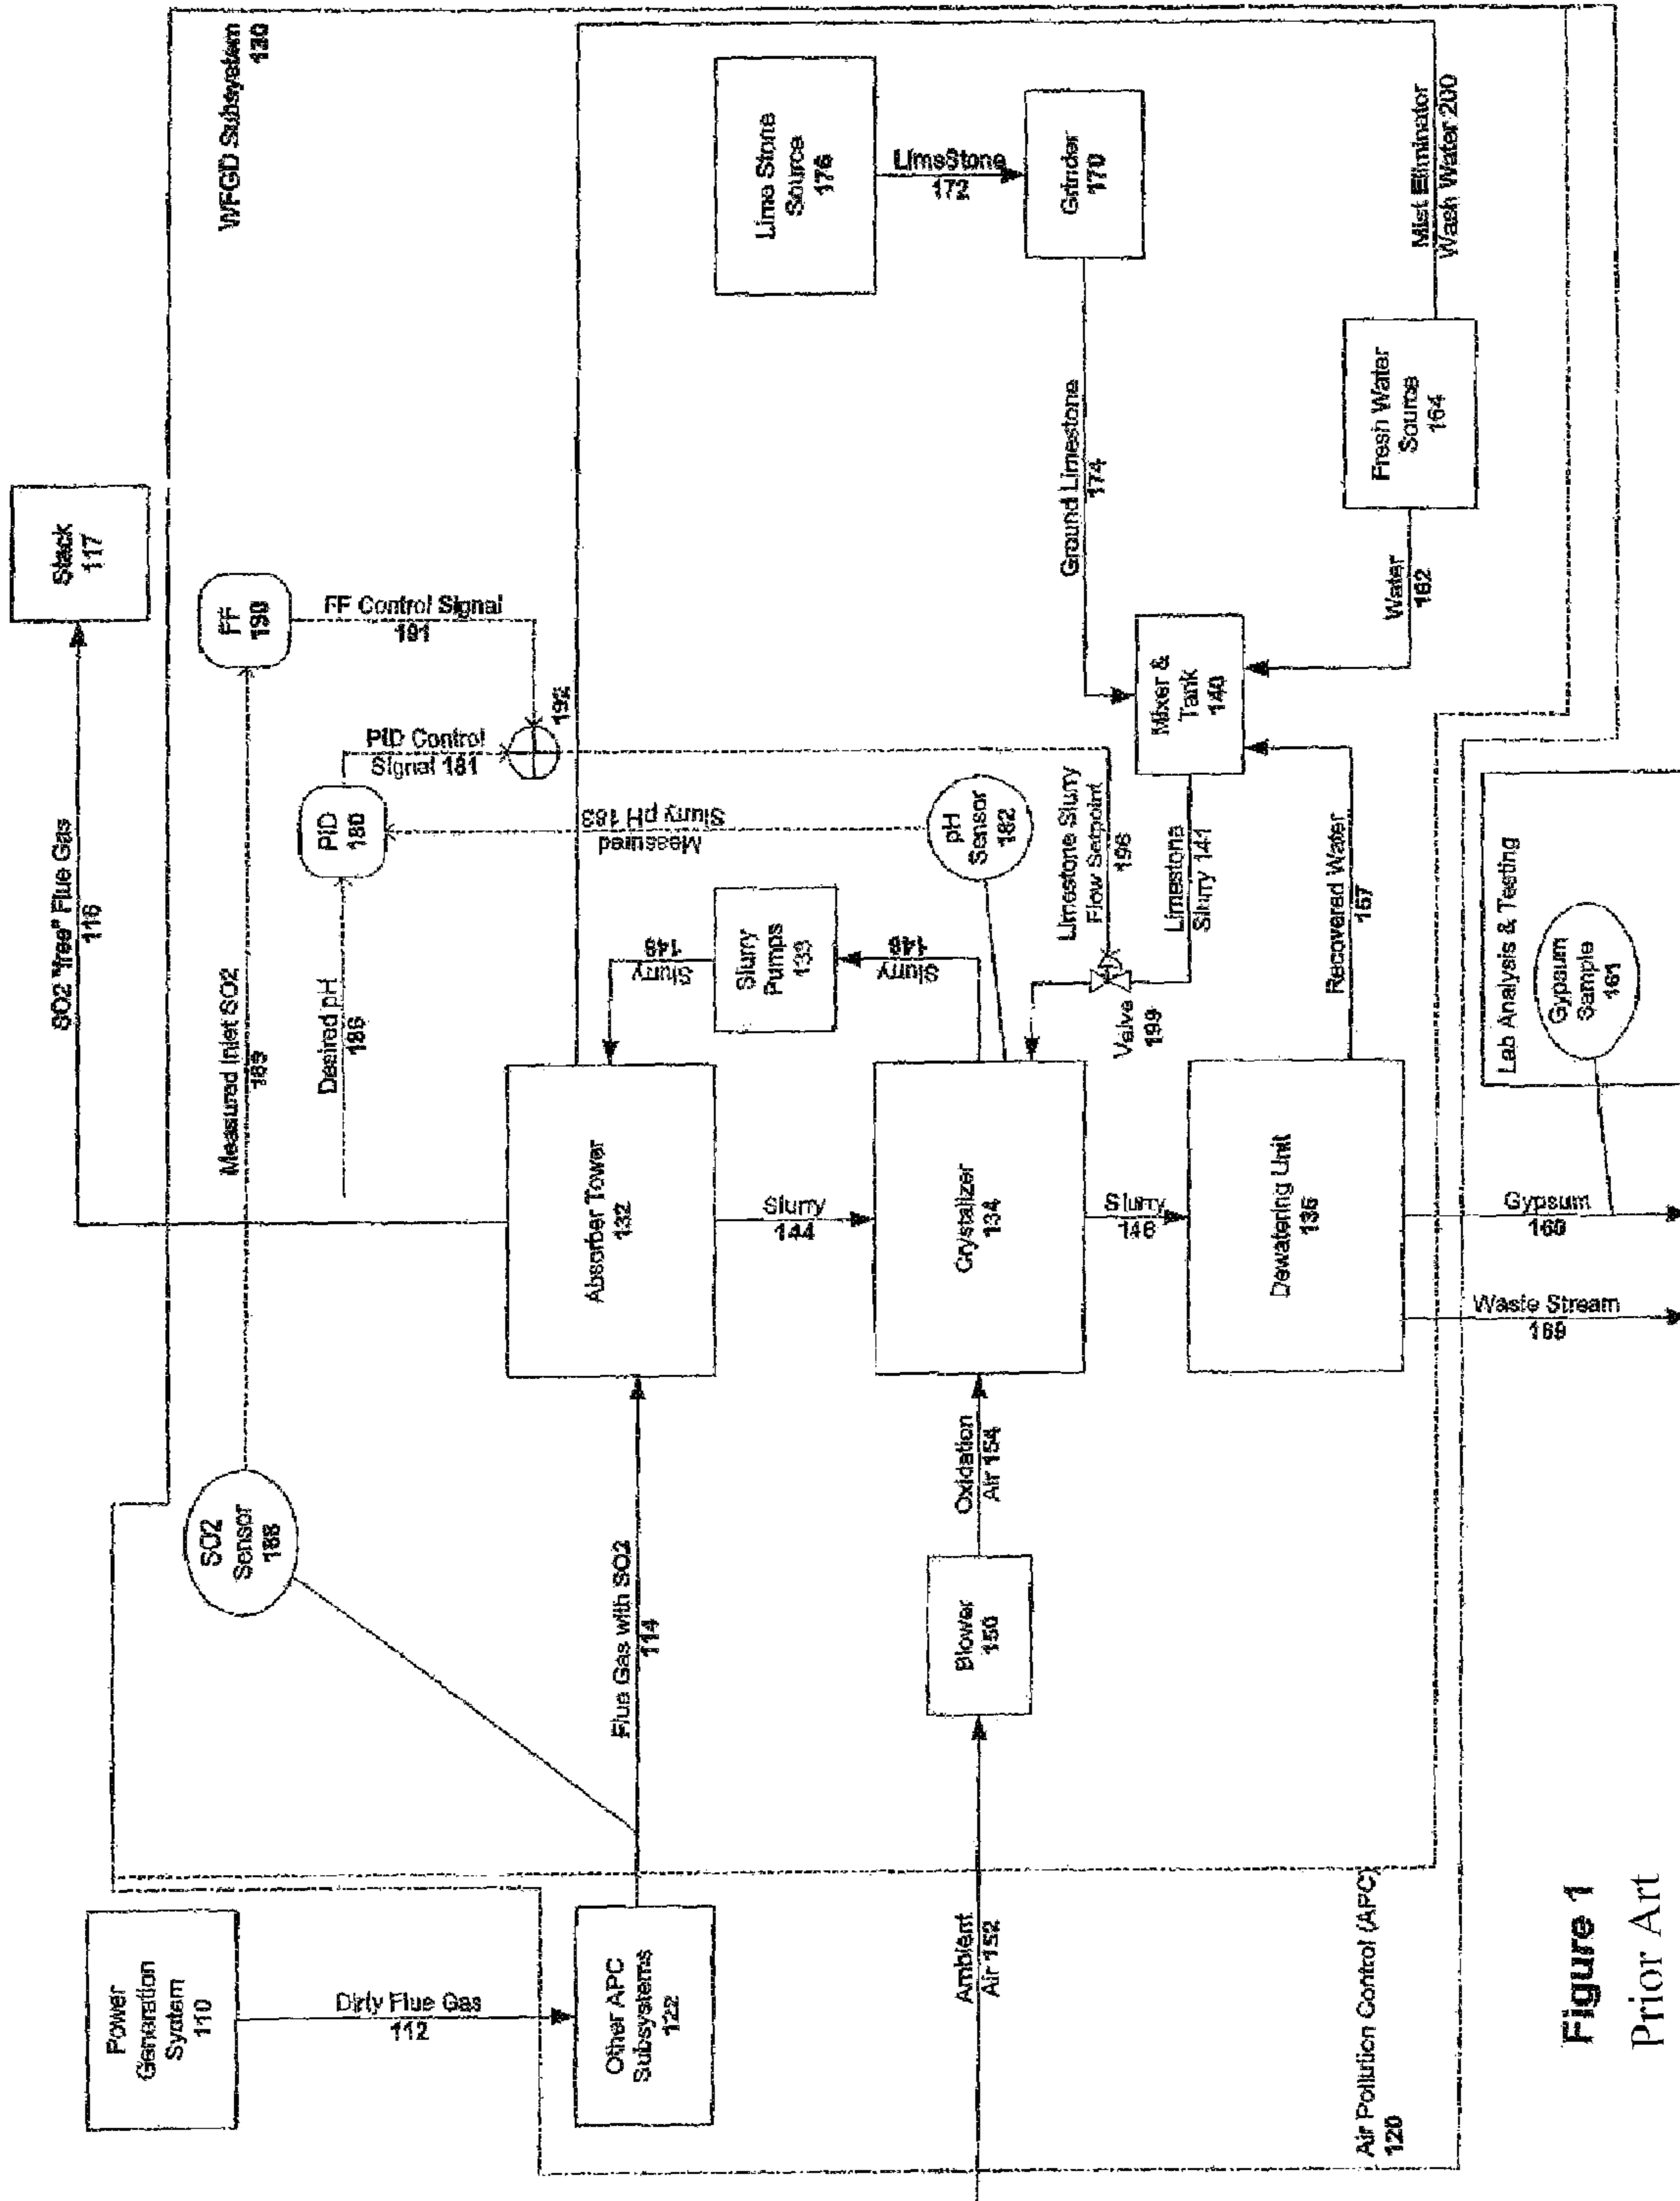 Power
Generation
System
110
Dirty Flue Gas
112
Other APC
Subsystems
122
Air Pollution Control (APC)
120
Ambient
Air 152
SO2
Sensor
188
Measured Inlet SO2
189
Flue Gas with SO2
114
Blower
150
Oxidation
Air 154
SO2 "free" Flue Gas
116
Stack
117
WFGD Subsystem
130
Desired pH
186
PID
180
PID Control
Signal 181
FF
190
FF Control Signal
191
192
Measured
Slurry pH 183
Absorber Tower
132
Slurry
144
Slurry
148
Slurry
Pumps
133
Slurry
148
Crystalizer
134
pH
Sensor
182
Limestone Slurry
Flow Setpoint
196
Valve
199
Limestone
Slurry 141
Slurry
146
Dewatering Unit
136
Recovered Water
167
Mixer &
Tank
140
Ground Limestone
174
Water
162
Fresh Water
Source
164
Lime Stone
Source
176
LimeStone
172
Grinder
170
Mist Eliminator
Wash Water 200
Gypsum
160
Waste Stream
169
Lab Analysis & Testing
Gypsum
Sample
161
Figure 1
Prior Art